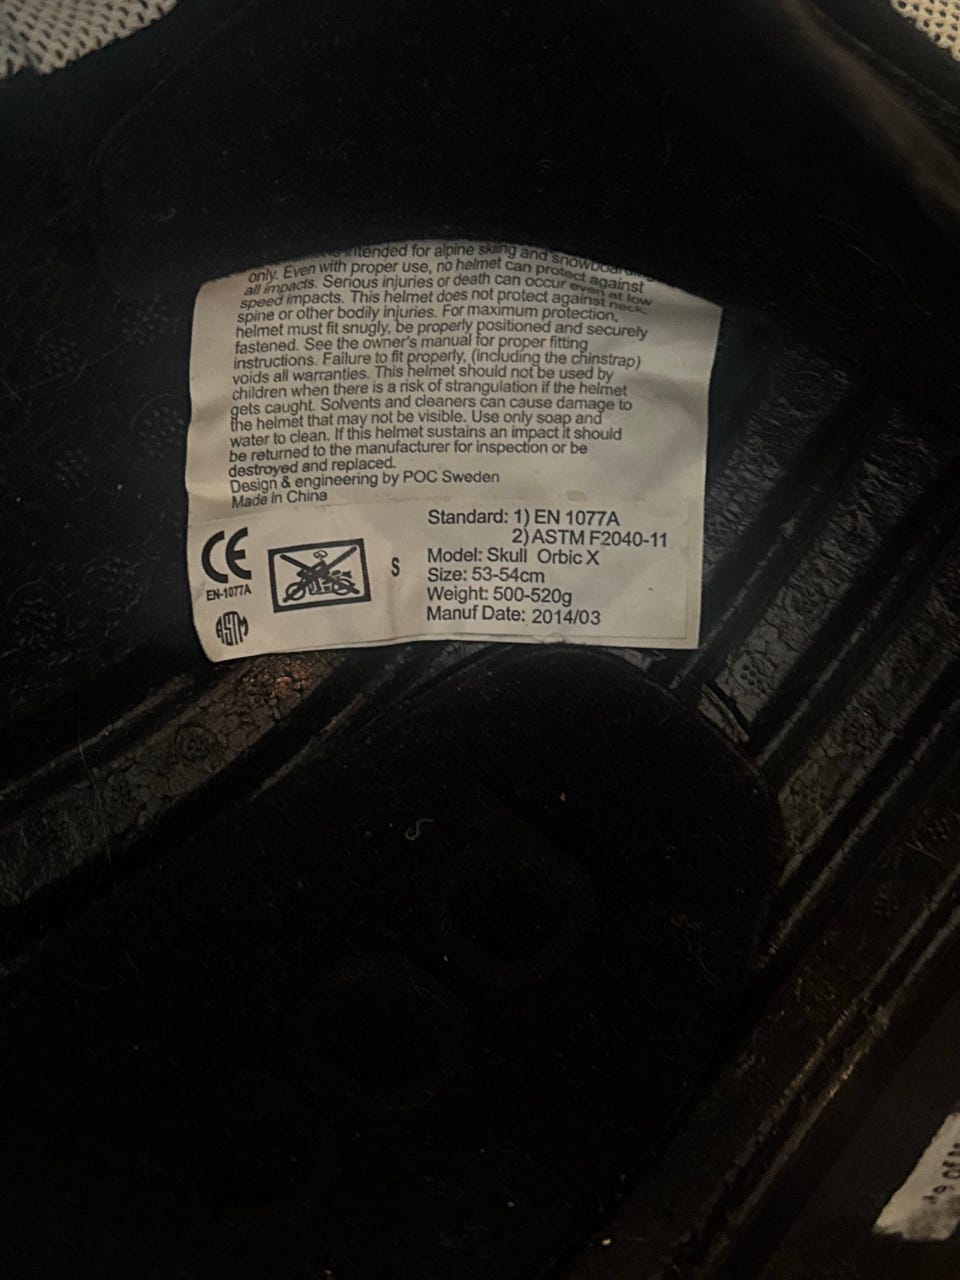 intended for alpine skiing and
only. Even with proper use, no helmet can protect against
all impacts. Serious injuries or death can occur even at low
speed impacts. This helmet does not protect against neck,
spine or other bodily injuries. For maximum protection,
helmet must fit snugly, be properly positioned and securely
fastened. See the owner's manual for proper fitting
instructions. Failure to fit properly, (including the chinstrap)
voids all warranties. This helmet should not be used by
children when there is a risk of strangulation if the helmet
gets caught. Solvents and cleaners can cause damage to
the helmet that may not be visible. Use only soap and
water to clean. If this helmet sustains an impact it should
be returned to the manufacturer for inspection or be
destroyed and replaced.
Design & engineering by POC Sweden
Made in China
CE
EN-1077A
ASTM
S
Standard: 1) EN 1077A
2) ASTM F2040-11
Model: Skull Orbic X
Size: 53-54cm
Weight: 500-520g
Manuf Date: 2014/03